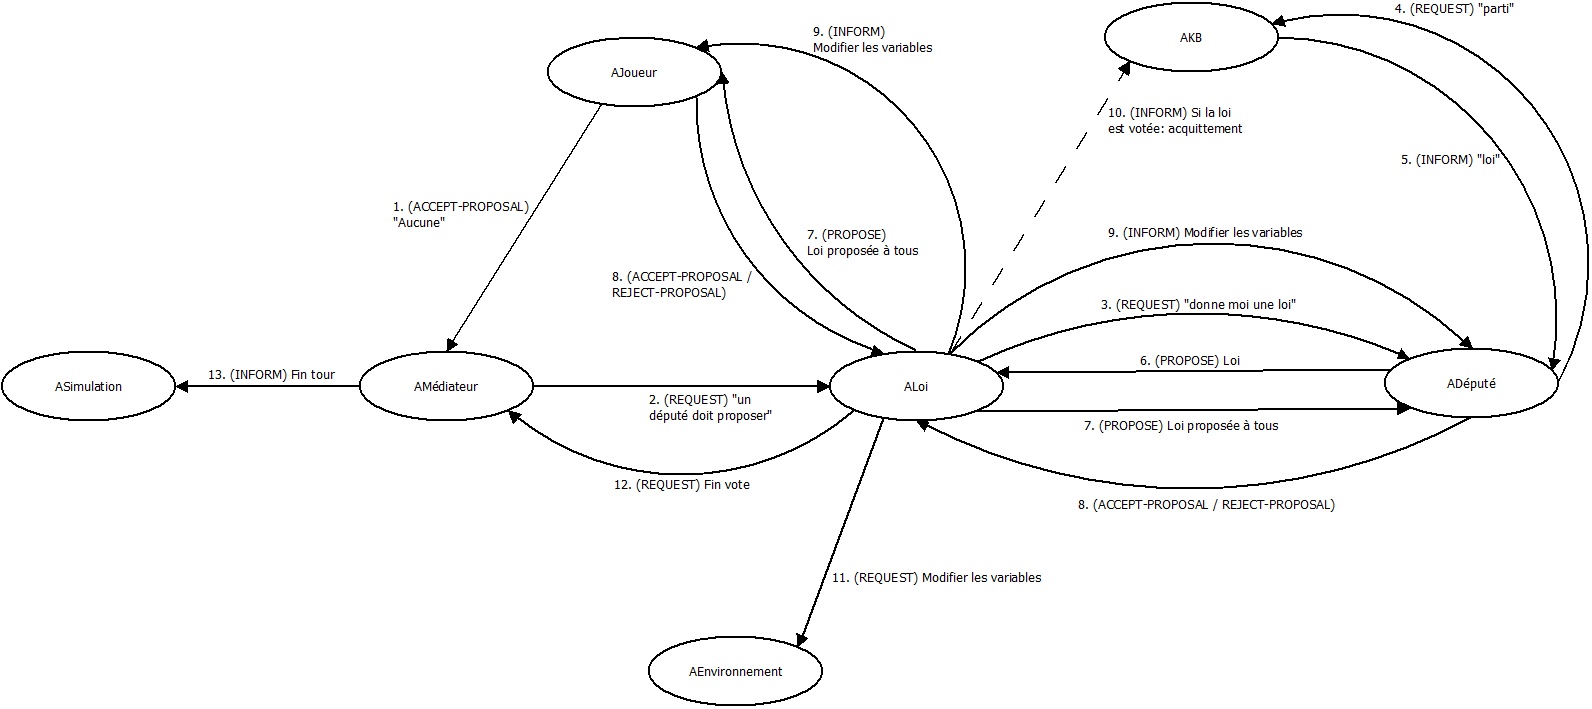 4. (REQUEST) "parti"
9. (INFORM)
Modifier les variables
AKB
AJoueur
10. (INFORM) Si la loi
est votée: acquittement
5. (INFORM) "loi"
1. (ACCEPT-PROPOSAL)
"Aucune"
7. (PROPOSE)
Loi proposée à tous
9. (INFORM) Modifier les variables
8. (ACCEPT-PROPOSAL /
REJECT-PROPOSAL)
3. (REQUEST) "donne moi une loi"
6. (PROPOSE) Loi
13. (INFORM) Fin tour
ASimulation
AMédiateur
ALoi
ADéputé
2. (REQUEST) "un
député doit proposer"
7. (PROPOSE) Loi proposée à tous
12. (REQUEST) Fin vote
8. (ACCEPT-PROPOSAL / REJECT-PROPOSAL)
11. (REQUEST) Modifier les variables
AEnvironnement